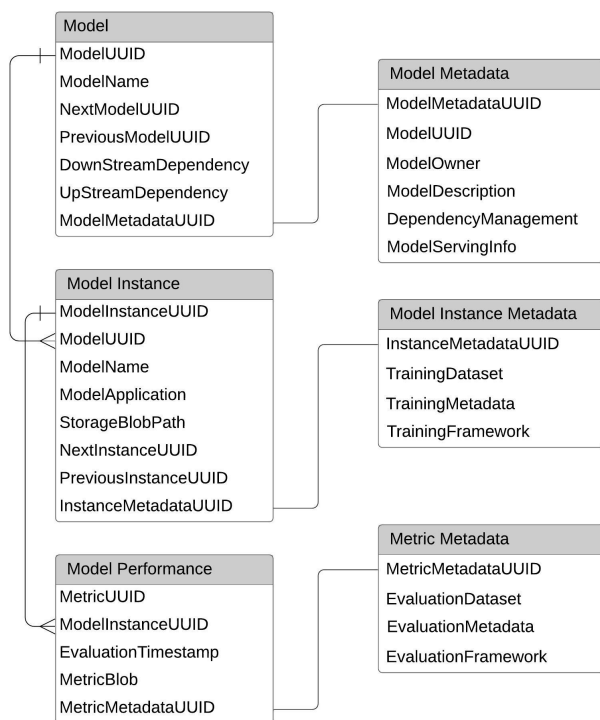 Model
ModelUUID
ModelName
NextModelUUID
PreviousModelUUID
DownStreamDependency
UpStreamDependency
ModelMetadataUUID
Model Metadata
ModelMetadataUUID
ModelUUID
ModelOwner
ModelDescription
DependencyManagement
ModelServingInfo
Model Instance
ModelInstanceUUID
ModelUUID
ModelName
ModelApplication
StorageBlobPath
NextInstanceUUID
PreviousInstanceUUID
InstanceMetadataUUID
Model Instance Metadata
InstanceMetadataUUID
TrainingDataset
TrainingMetadata
TrainingFramework
Model Performance
MetricUUID
ModelInstanceUUID
EvaluationTimestamp
MetricBlob
MetricMetadataUUID
Metric Metadata
MetricMetadataUUID
EvaluationDataset
EvaluationMetadata
EvaluationFramework